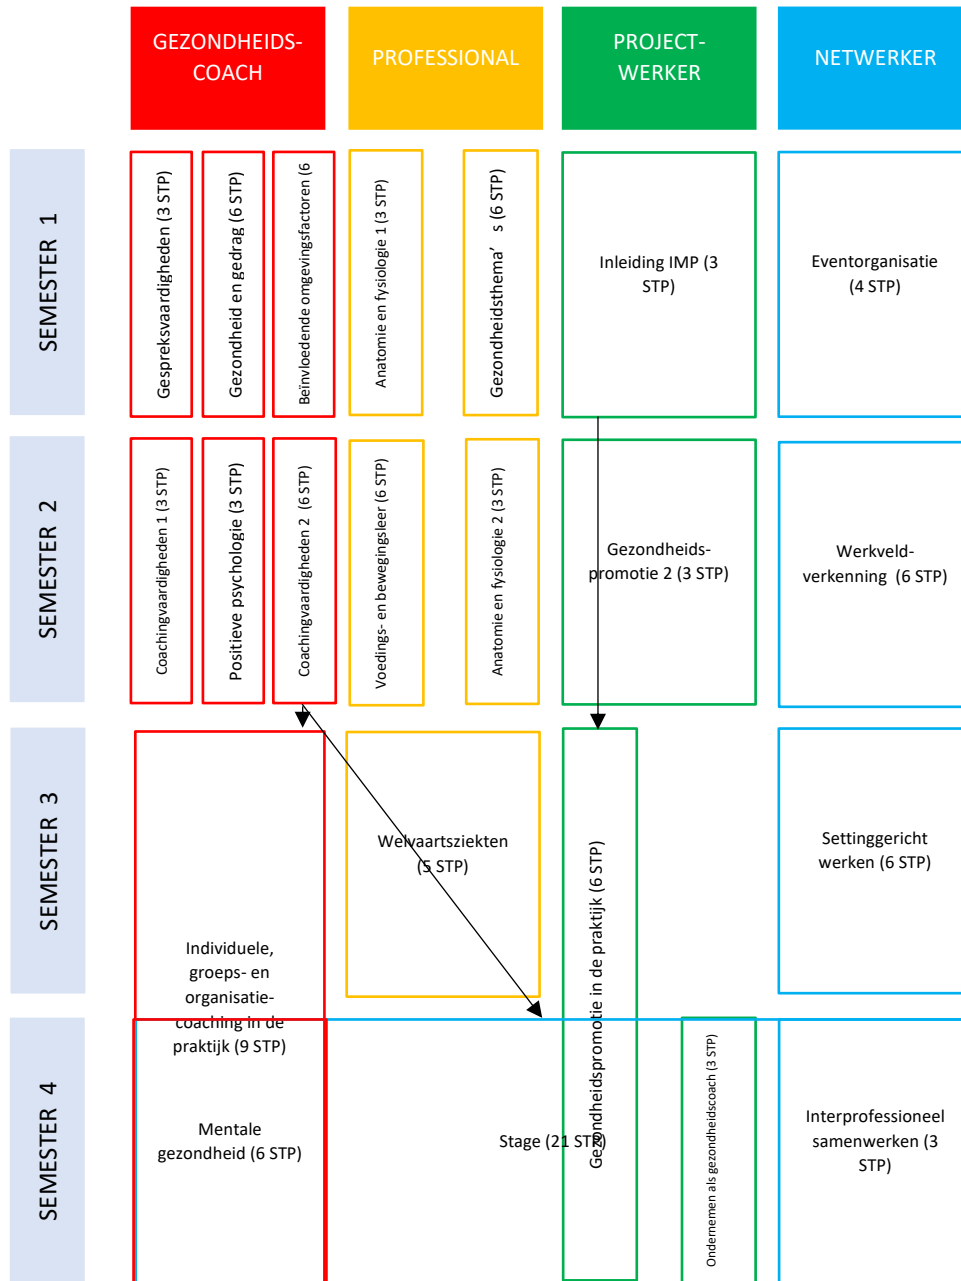 GEZONDHEIDS-
COACH
PROFESSIONAL
PROJECT-
WERKER
NETWERKER
SEMESTER 1
Gespreksvaardigheden (3 STP)
Gezondheid en gedrag (6 STP)
Beïnvloedende omgevingsfactoren (6
Anatomie en fysiologie 1 (3 STP)
Gezondheidsthema’ s (6 STP)
Inleiding IMP (3
STP)
Eventorganisatie
(4 STP)
SEMESTER 2
Coachingvaardigheden 1 (3 STP)
Positieve psychologie (3 STP)
Coachingvaardigheden 2 (6 STP)
Voedings- en bewegingsleer (6 STP)
Anatomie en fysiologie 2 (3 STP)
Gezondheids-
promotie 2 (3 STP)
Werkveld-
verkenning (6 STP)
SEMESTER 3
Individuele,
groeps- en
organisatie-
coaching in de
praktijk (9 STP)
Welvaartsziekten
(5 STP)
Gezondheidspromotie in de praktijk (6 STP)
Settinggericht
werken (6 STP)
SEMESTER 4
Mentale
gezondheid (6 STP)
Stage (21 STP)
Ondernemen als gezondheidscoach (3 STP)
Interprofessioneel
samenwerken (3
STP)